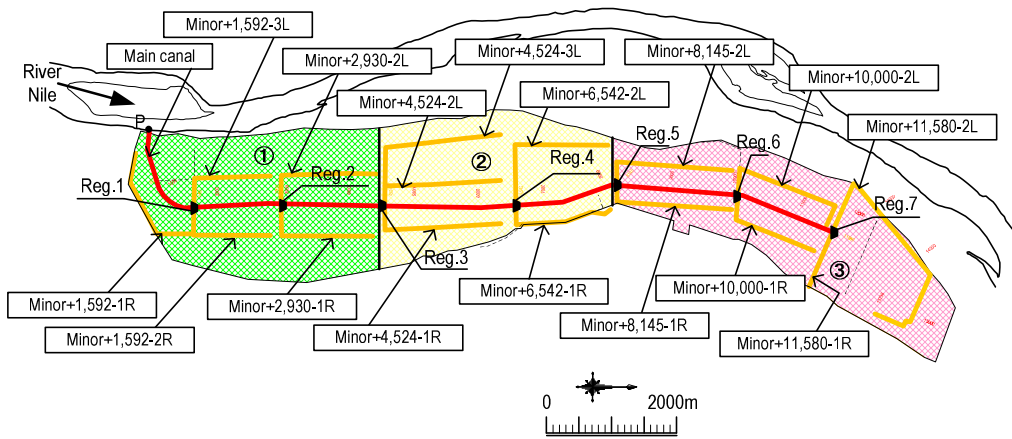 Minor+1,592-3L
Main canal
Minor+2,930-2L
Minor+4,524-3L
Minor+8,145-2L
Minor+10,000-2L
River
Nile
Minor+4,524-2L
Minor+6,542-2L
Minor+11,580-2L
P
①
②
③
Reg.1
Reg.2
Reg.3
Reg.4
Reg.5
Reg.6
Reg.7
Minor+1,592-1R
Minor+1,592-2R
Minor+2,930-1R
Minor+4,524-1R
Minor+6,542-1R
Minor+8,145-1R
Minor+10,000-1R
Minor+11,580-1R
0 2000m